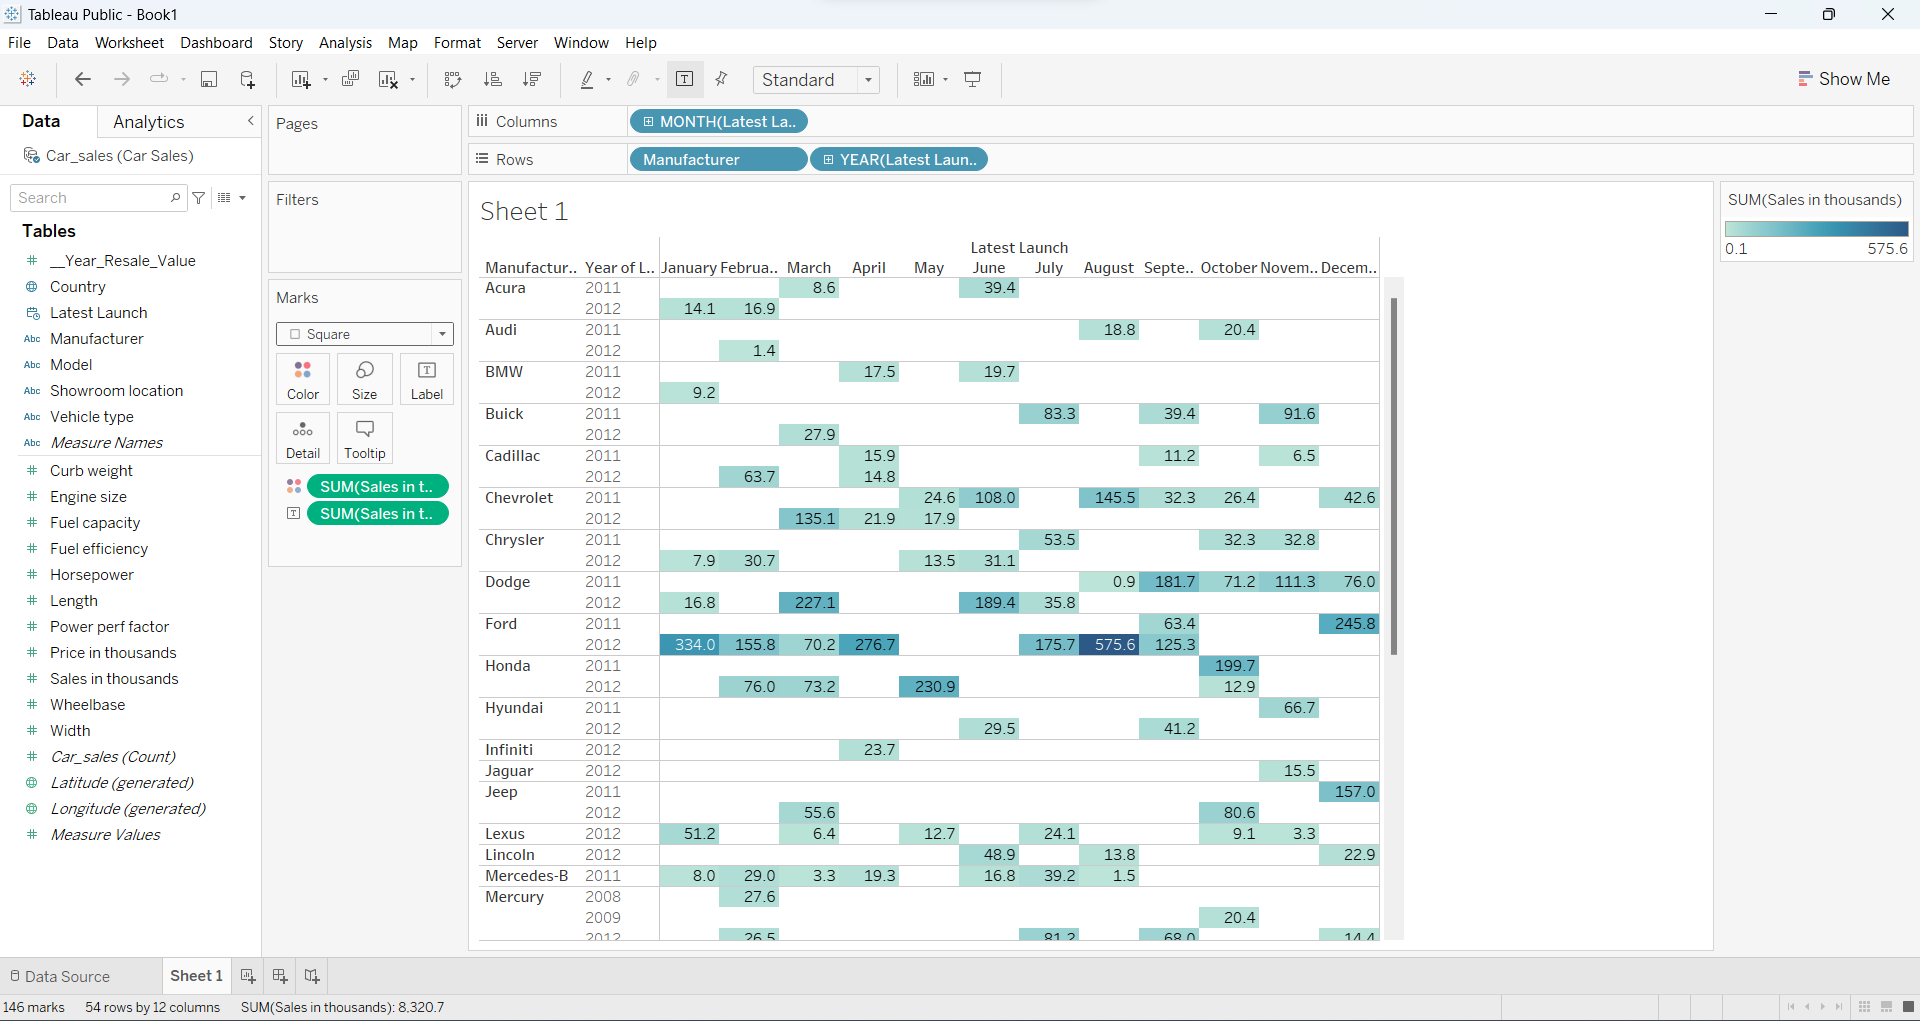 Tableau Public - Book1
File Data Worksheet Dashboard Story Analysis Map Format Server Window Help
Standard
Show Me
Data Analytics
Car_sales (Car Sales)
Search
Tables
__Year_Resale_Value
Country
Latest Launch
Abc Manufacturer
Abc Model
Abc Showroom location
Abc Vehicle type
Abc Measure Names
Curb weight
Engine size
Fuel capacity
Fuel efficiency
Horsepower
Length
Power perf factor
Price in thousands
Sales in thousands
Wheelbase
Width
Car_sales (Count)
Latitude (generated)
Longitude (generated)
Measure Values
Pages
Filters
Marks
Square
Color Size Label
Detail Tooltip
SUM(Sales in t..
SUM(Sales in t..
Columns MONTH(Latest La..
Rows Manufacturer YEAR(Latest Laun..
Sheet 1
Latest Launch
Manufactur.. Year of L.. January Februa.. March April May June July August Septe.. October Novem.. Decem..
Acura 2011 8.6 39.4
2012 14.1 16.9
Audi 2011 18.8 20.4
2012 1.4
BMW 2011 17.5 19.7
2012 9.2
Buick 2011 83.3 39.4 91.6
2012 27.9
Cadillac 2011 15.9 11.2 6.5
2012 63.7 14.8
Chevrolet 2011 24.6 108.0 145.5 32.3 26.4 42.6
2012 135.1 21.9 17.9
Chrysler 2011 53.5 32.3 32.8
2012 7.9 30.7 13.5 31.1
Dodge 2011 0.9 181.7 71.2 111.3 76.0
2012 16.8 227.1 189.4 35.8
Ford 2011 63.4 245.8
2012 334.0 155.8 70.2 276.7 175.7 575.6 125.3
Honda 2011 199.7
2012 76.0 73.2 230.9 12.9
Hyundai 2011 66.7
2012 29.5 41.2
Infiniti 2012 23.7
Jaguar 2012 15.5
Jeep 2011 157.0
2012 55.6 80.6
Lexus 2012 51.2 6.4 12.7 24.1 9.1 3.3
Lincoln 2012 48.9 13.8 22.9
Mercedes-B 2011 8.0 29.0 3.3 19.3 16.8 39.2 1.5
Mercury 2008 27.6
2009 20.4
2012 26.5 81.2 68.0 14.4
SUM(Sales in thousands)
0.1 575.6
Data Source Sheet 1
146 marks 54 rows by 12 columns SUM(Sales in thousands): 8,320.7